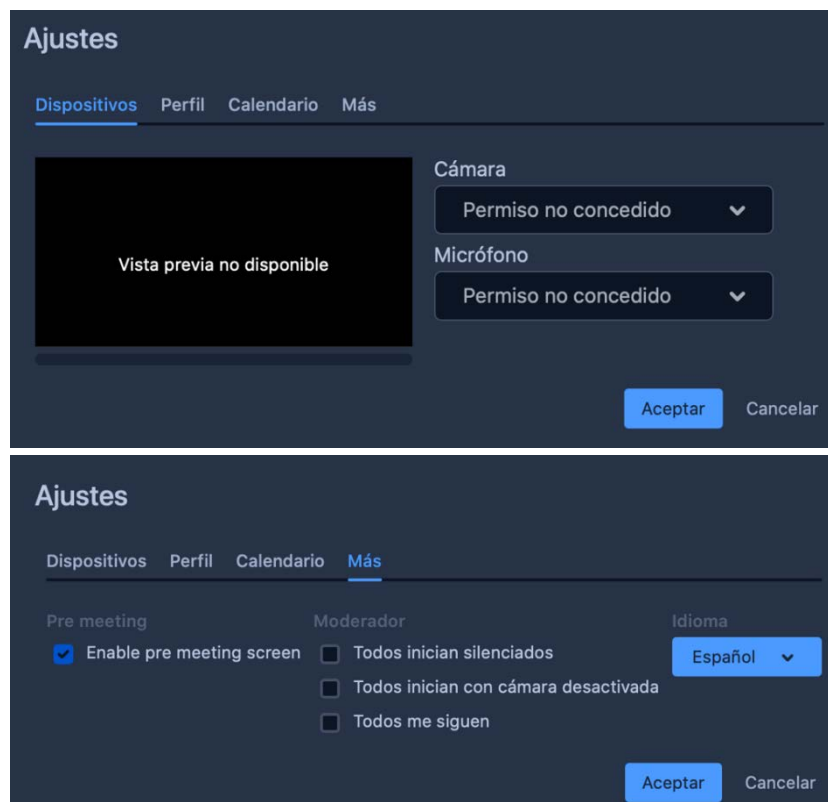 Ajustes
Dispositivos Perfil Calendario Más
Cámara
Permiso no concedido
Vista previa no disponible
Micrófono
Permiso no concedido
Aceptar Cancelar
Ajustes
Dispositivos Perfil Calendario Más
Pre meeting Moderador Idioma
Enable pre meeting screen Todos inician silenciados Español
Todos inician con cámara desactivada
Todos me siguen
Aceptar Cancelar